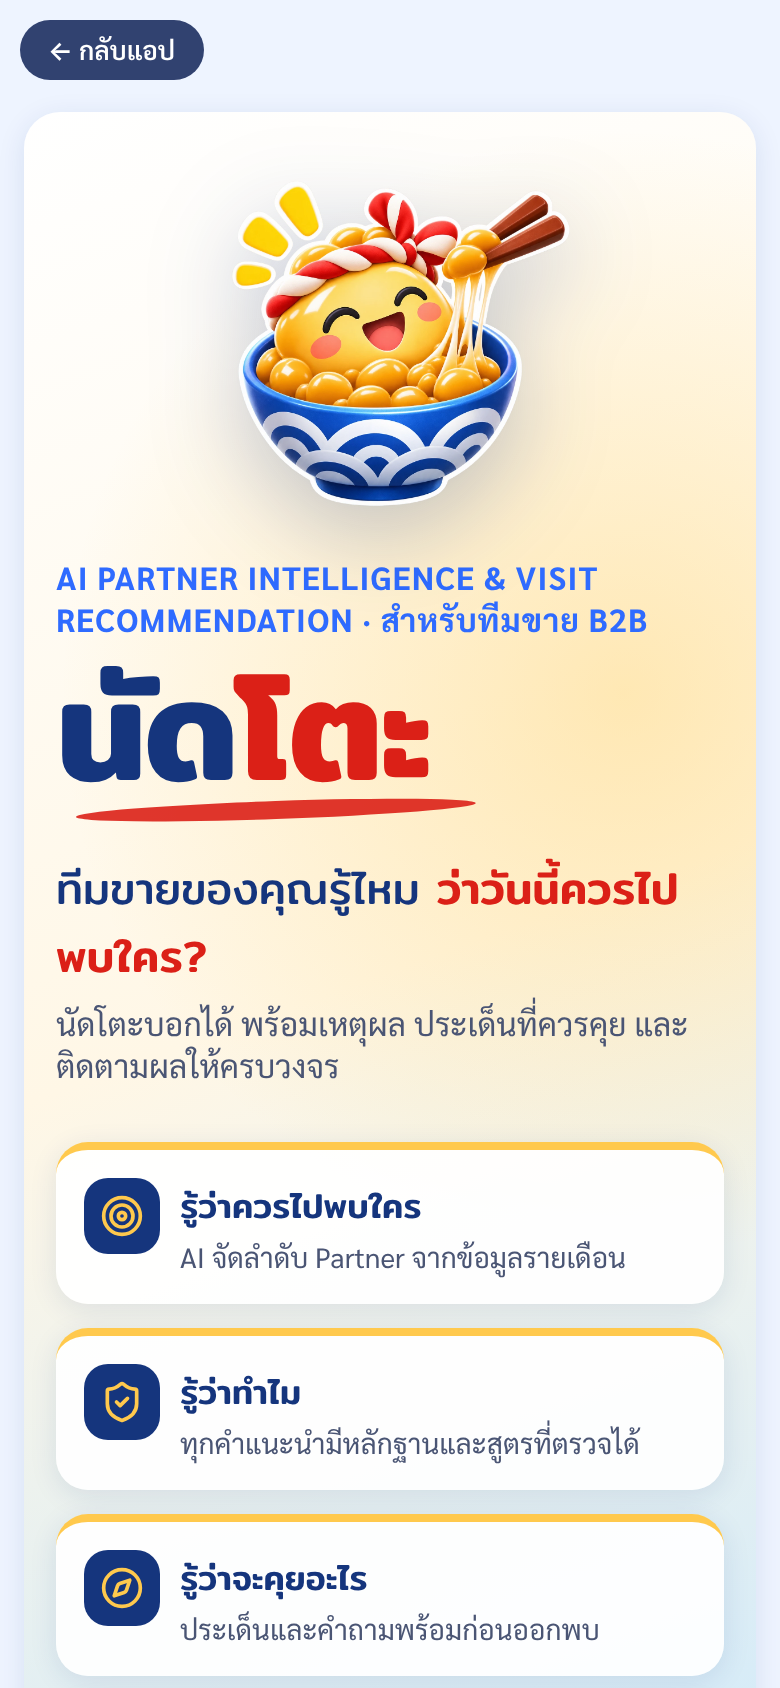 ← กลับแอป
AI PARTNER INTELLIGENCE & VISIT
RECOMMENDATION · สำหรับทีมขาย B2B
นัดโตะ
ทีมขายของคุณรู้ไหม ว่าวันนี้ควรไป
พบใคร?
นัดโตะบอกได้ พร้อมเหตุผล ประเด็นที่ควรคุย และ
ติดตามผลให้ครบวงจร
รู้ว่าควรไปพบใคร
AI จัดลำดับ Partner จากข้อมูลรายเดือน
รู้ว่าทำไม
ทุกคำแนะนำมีหลักฐานและสูตรที่ตรวจได้
รู้ว่าจะคุยอะไร
ประเด็นและคำถามพร้อมก่อนออกพบ